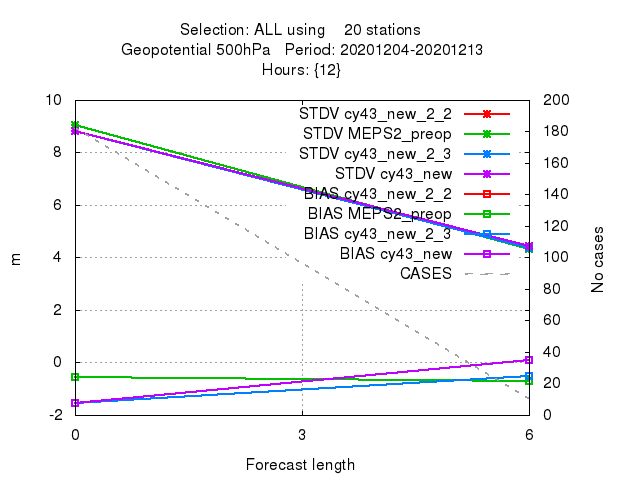 Selection: ALL using    20 stations
Geopotential 500hPa   Period: 20201204-20201213
Hours: {12}
10
8
6
4
2
0
-2
m
200
180
160
140
120
100
80
60
40
20
0
No cases
STDV cy43_new_2_2
STDV MEPS2_preop
STDV cy43_new_2_3
STDV cy43_new
BIAS cy43_new_2_2
BIAS MEPS2_preop
BIAS cy43_new_2_3
BIAS cy43_new
CASES
0 3 6
Forecast length